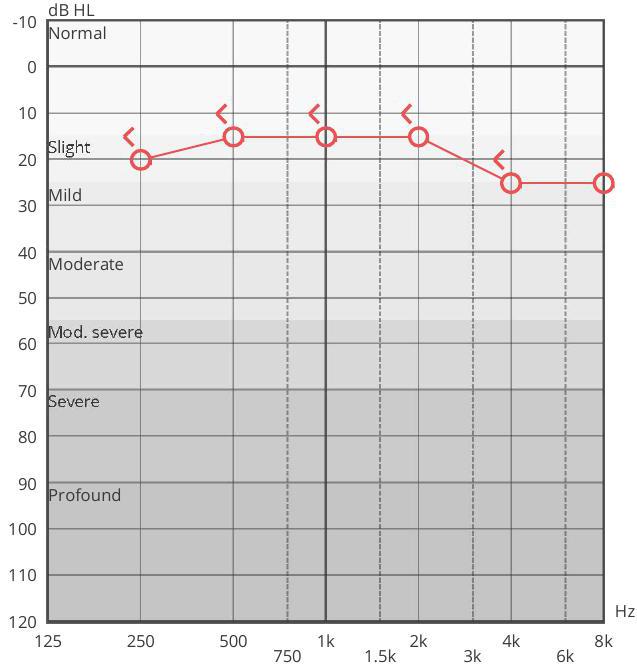 dB HL
-10
Normal
0
10
Slight
20
Mild
30
40
Moderate
50
Mod. severe
60
70
Severe
80
90
Profound
100
110
120
Hz
125 250 500 1k 2k 4k 8k
750 1.5k 3k 6k